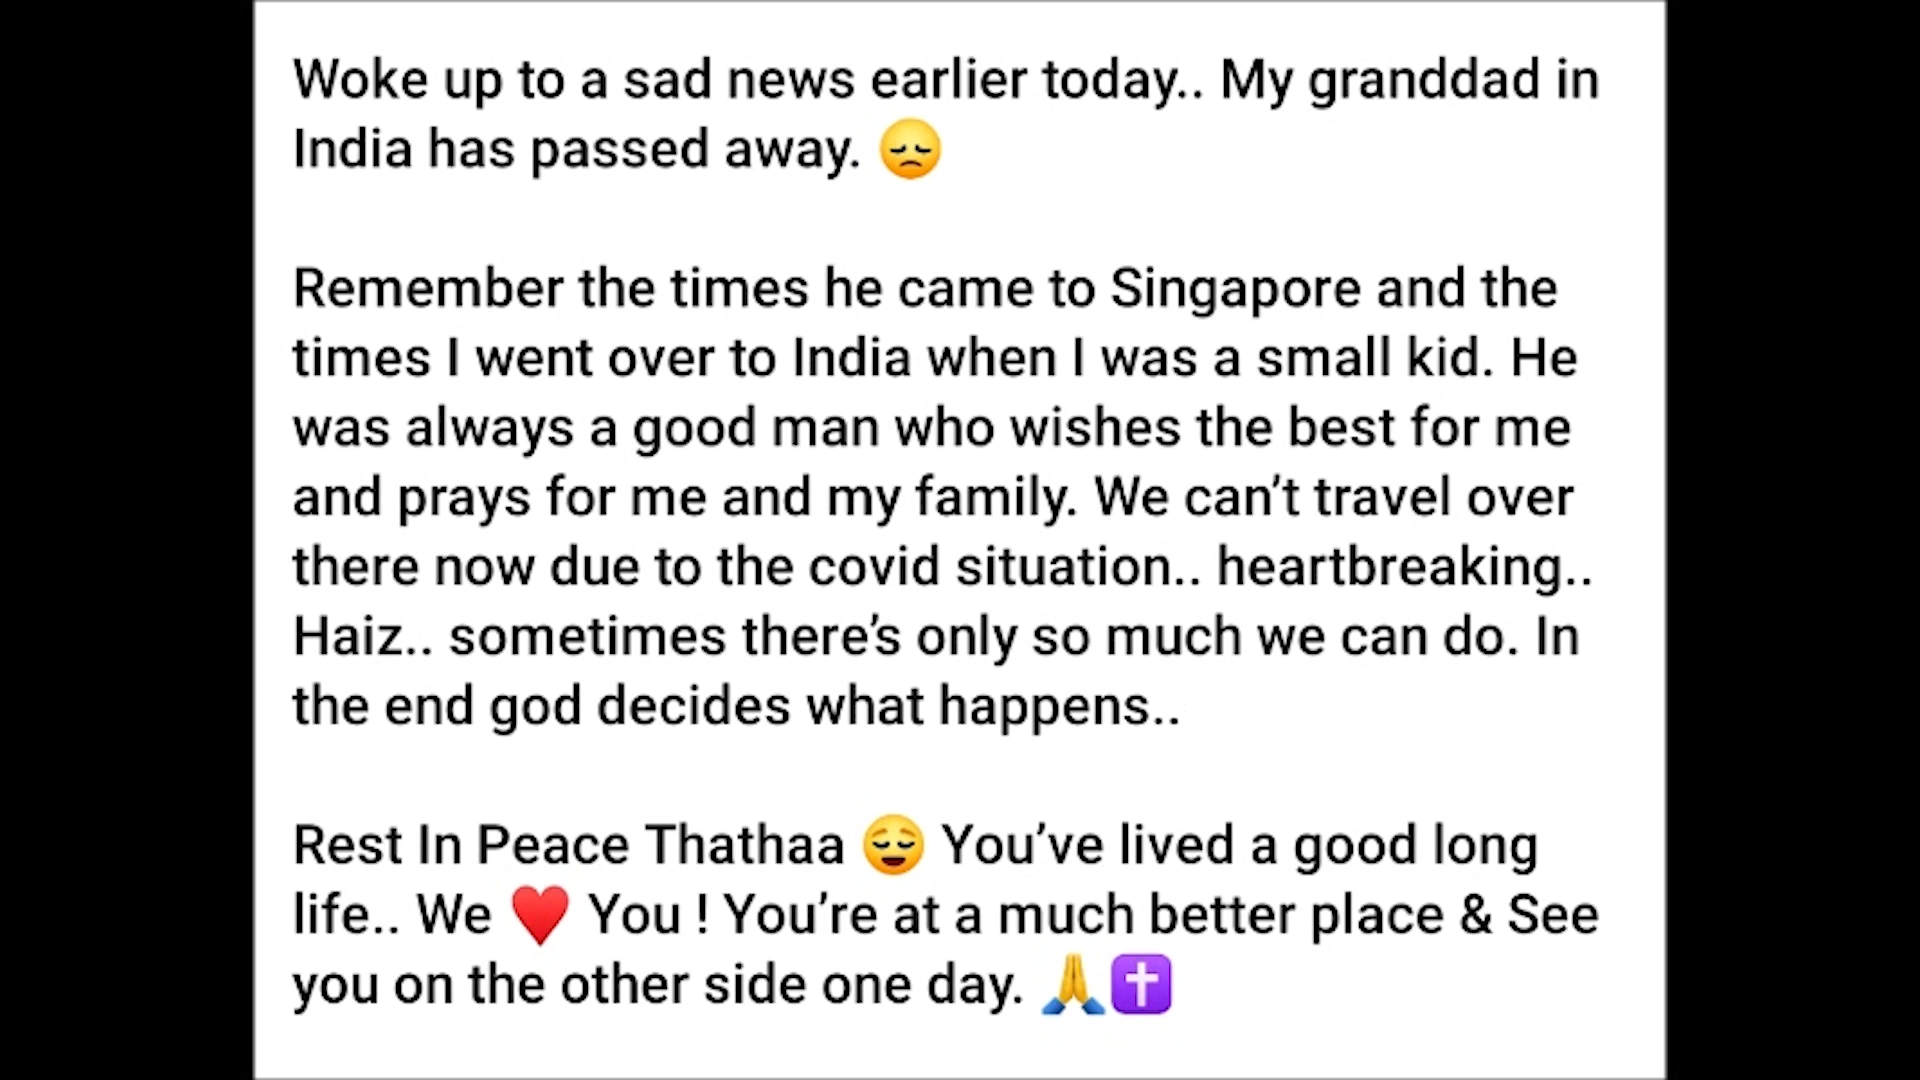 Woke up to a sad news earlier today.. My granddad in
India has passed away. 😞
Remember the times he came to Singapore and the
times I went over to India when I was a small kid. He
was always a good man who wishes the best for me
and prays for me and my family. We can’t travel over
there now due to the covid situation.. heartbreaking..
Haiz.. sometimes there’s only so much we can do. In
the end god decides what happens..
Rest In Peace Thathaa 😌 You’ve lived a good long
life.. We ♥️ You ! You’re at a much better place & See
you on the other side one day. 🙏✝️